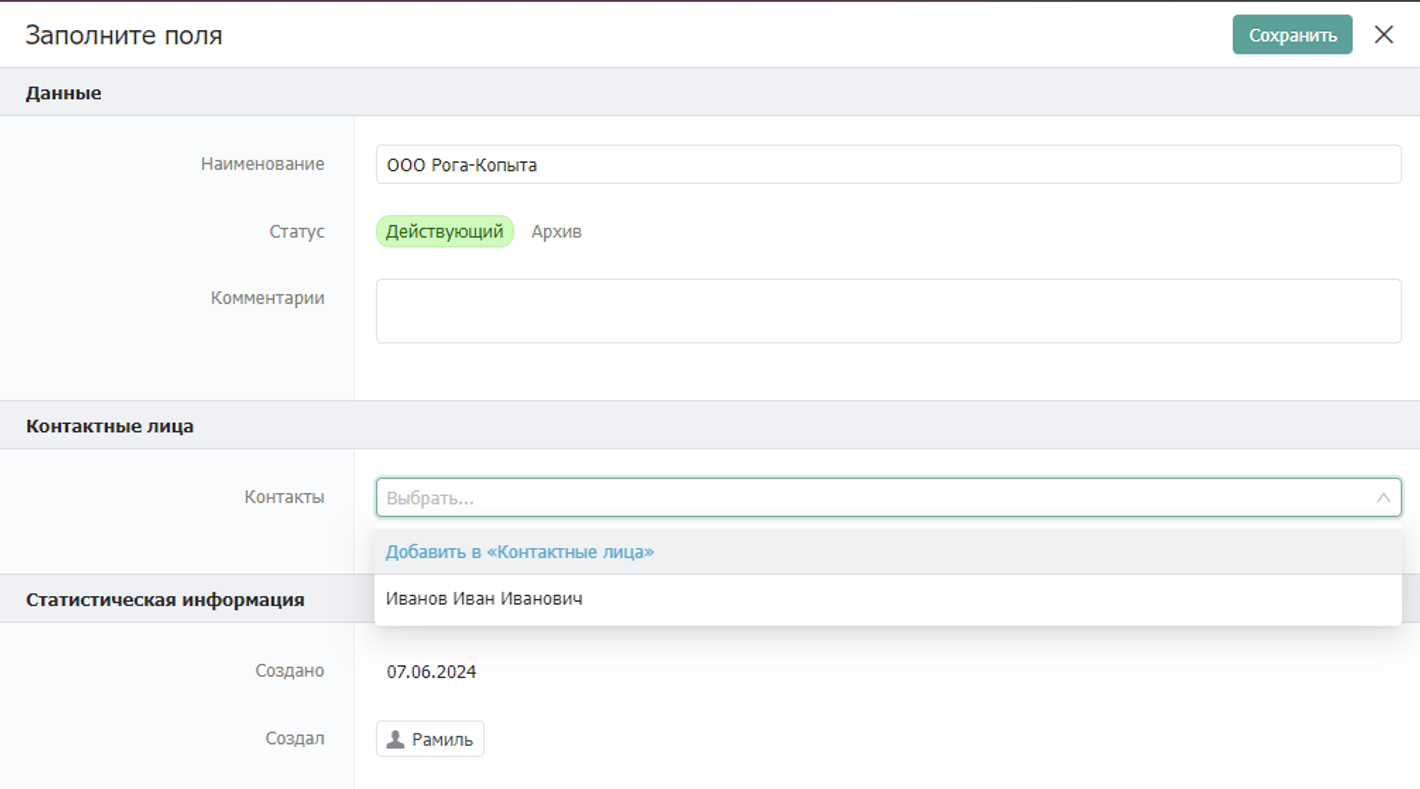 Заполните поля
Сохранить
Данные
Наименование
ООО Рога-Копыта
Статус
Действующий Архив
Комментарии
Контактные лица
Контакты
Выбрать...
Добавить в «Контактные лица»
Иванов Иван Иванович
Статистическая информация
Создано
07.06.2024
Создал
Рамиль